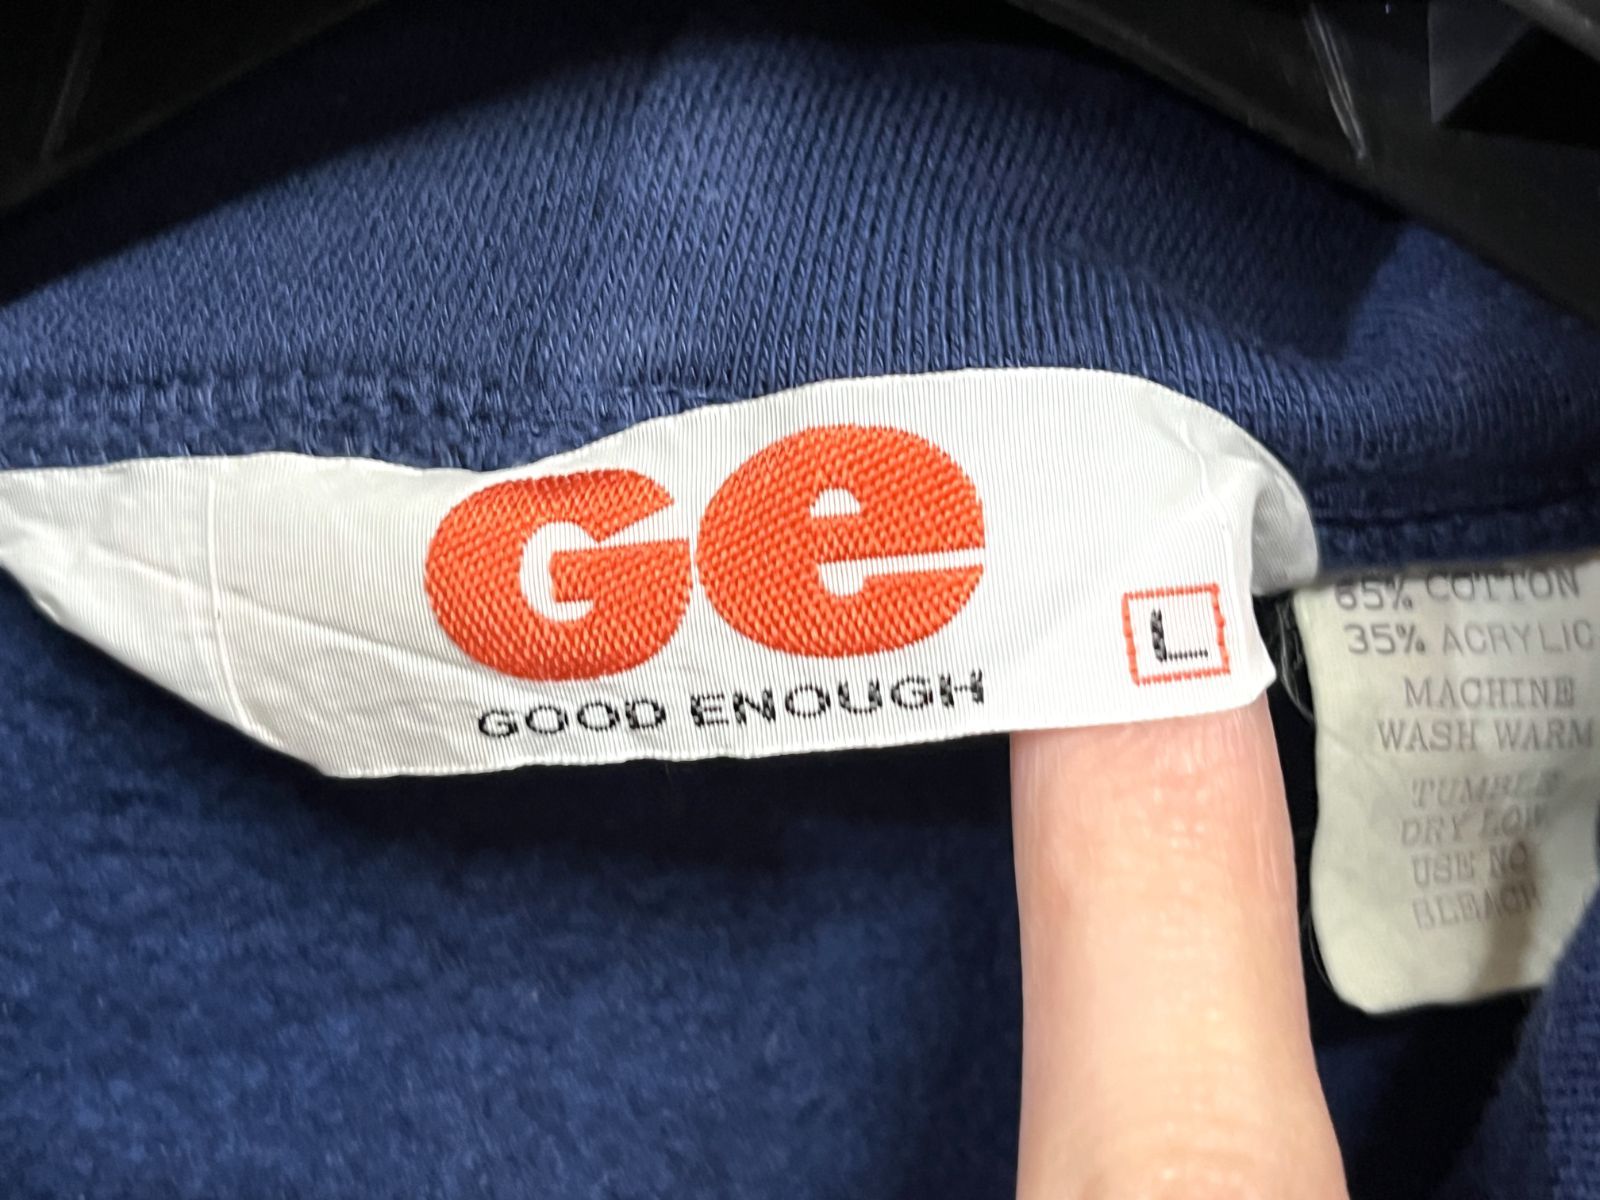 Ge
GOOD ENOUGH
L
65% COTTON
35% ACRYLIC
MACHINE
WASH WARM
TUMBLE
DRY LOW
USE NO
BLEACH